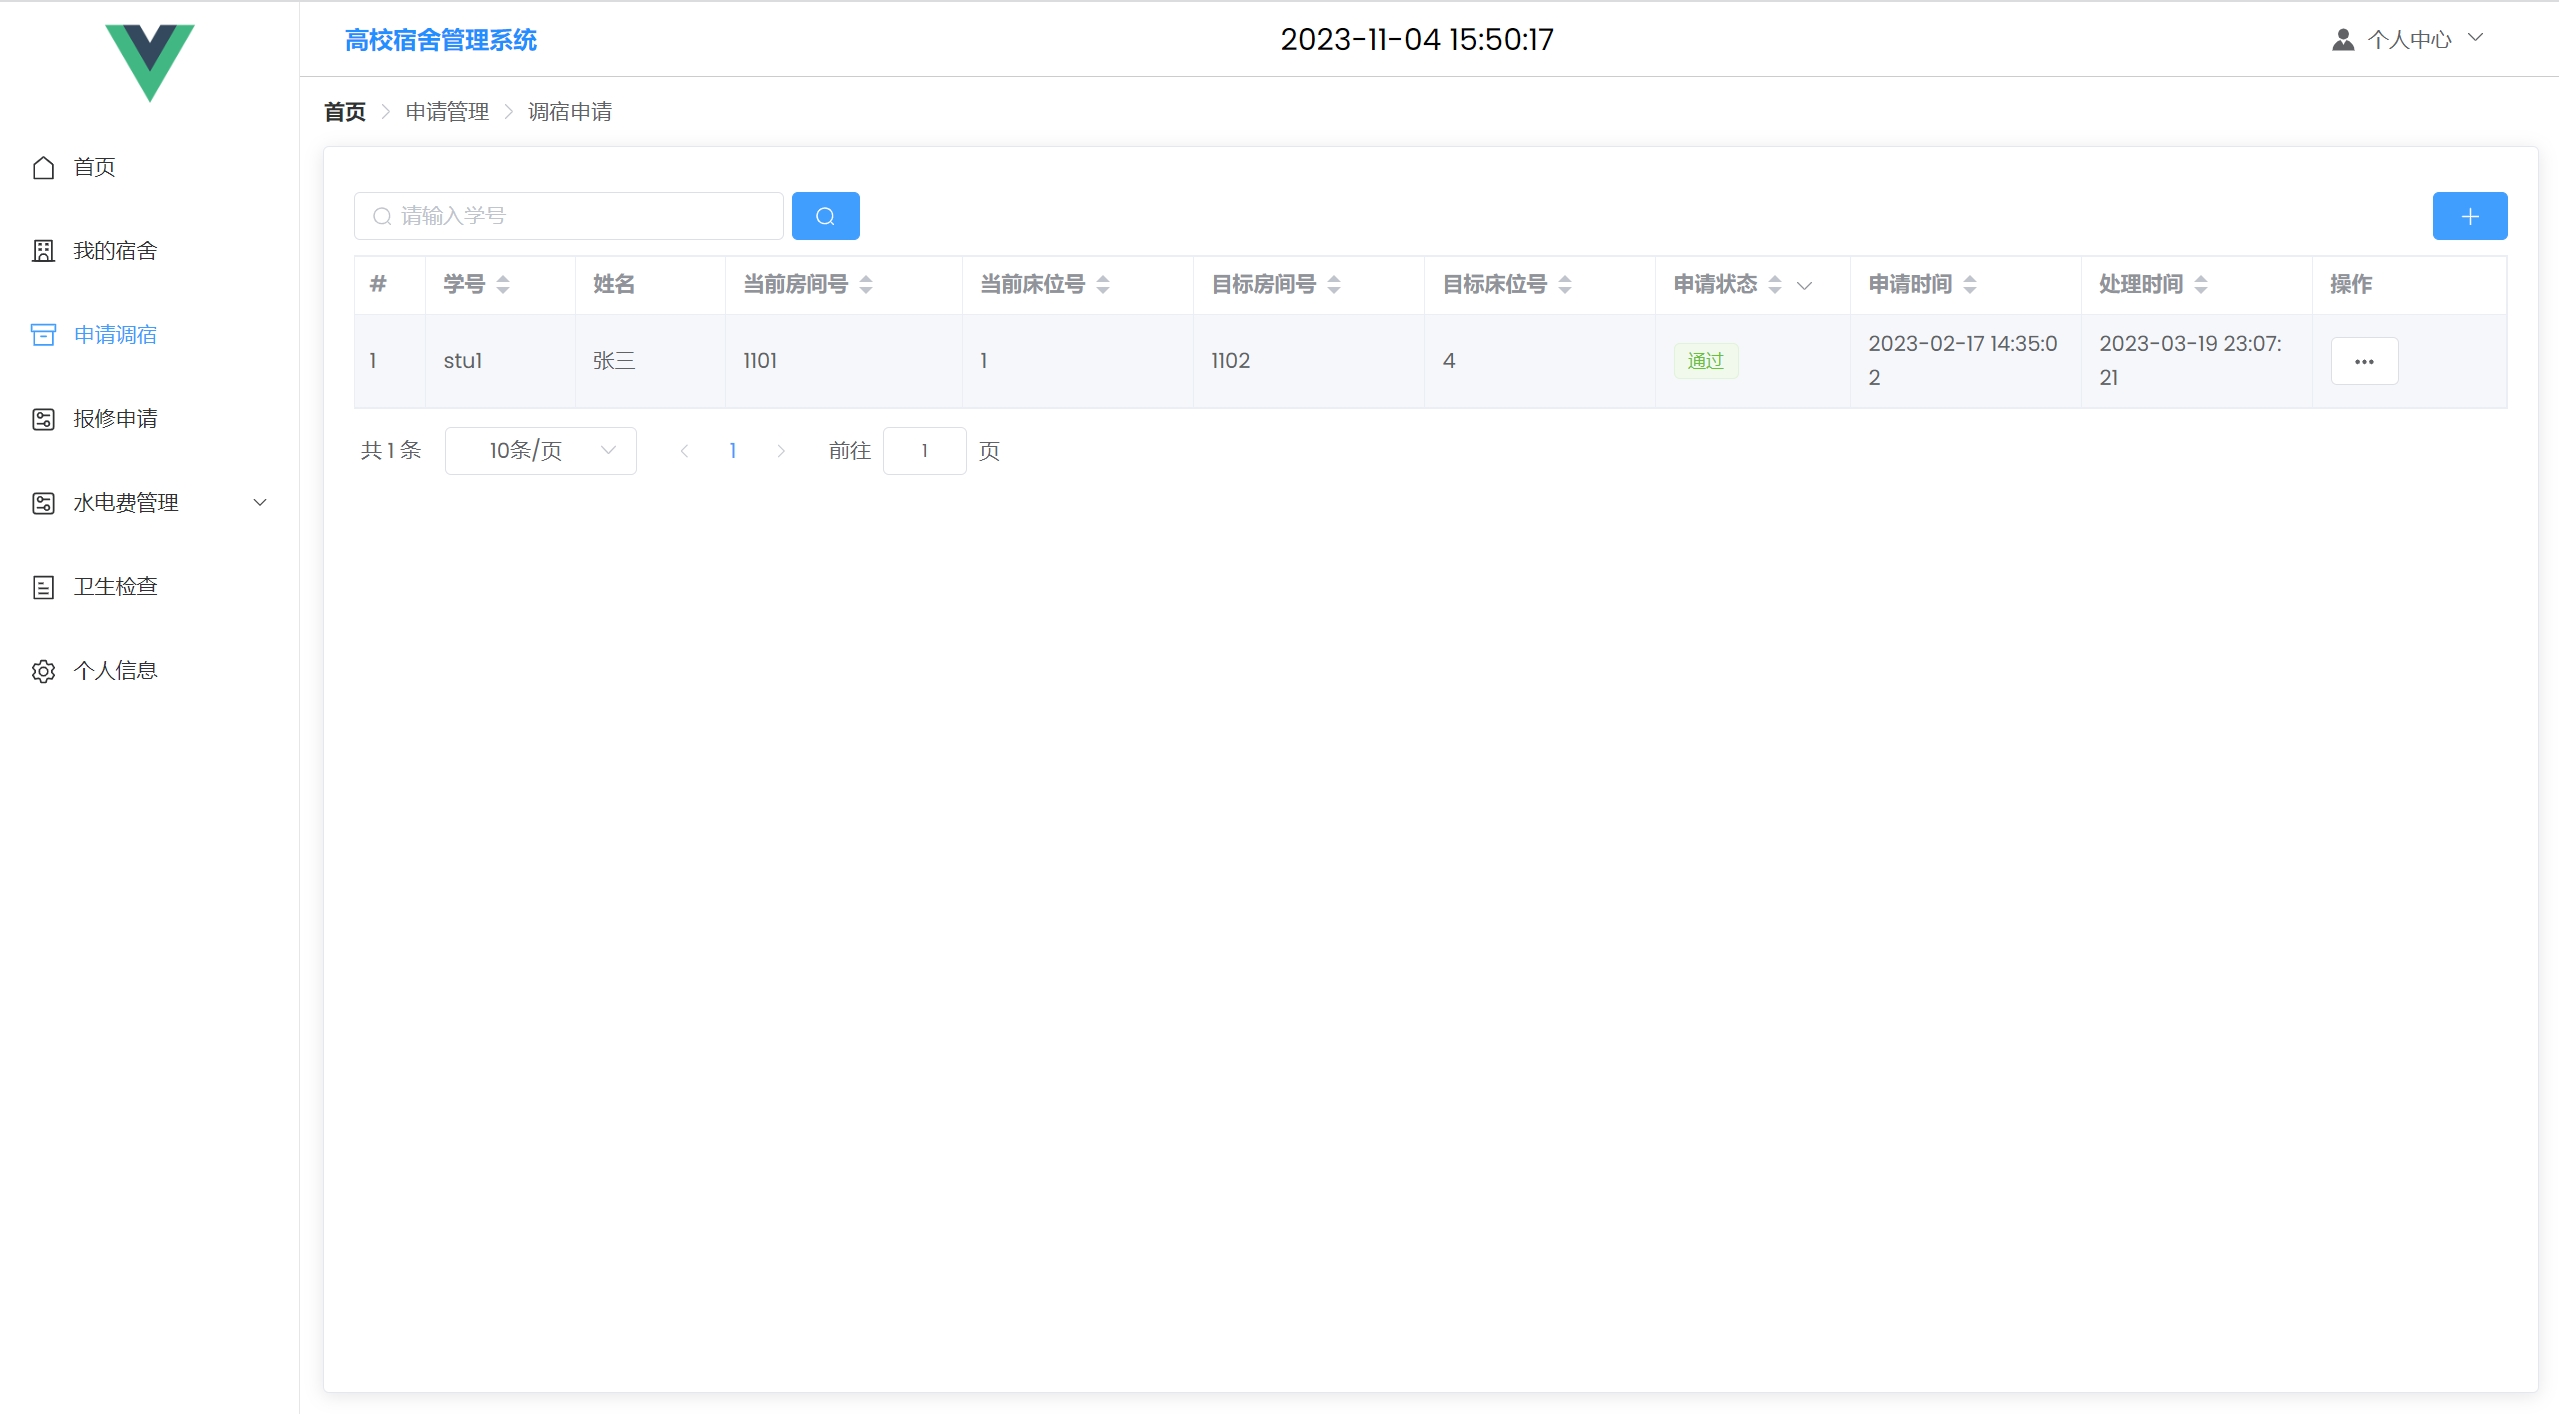 高校宿舍管理系统
2023-11-04 15:50:17
个人中心
首页
我的宿舍
申请调宿
报修申请
水电费管理
卫生检查
个人信息
首页 申请管理 调宿申请
请输入学号
# 学号 姓名 当前房间号 当前床位号 目标房间号 目标床位号 申请状态 申请时间 处理时间 操作
1 stu1 张三 1101 1 1102 4 通过 2023-02-17 14:35:0 2023-03-19 23:07:
2 21
共 1 条 10条/页 1 前往 1 页